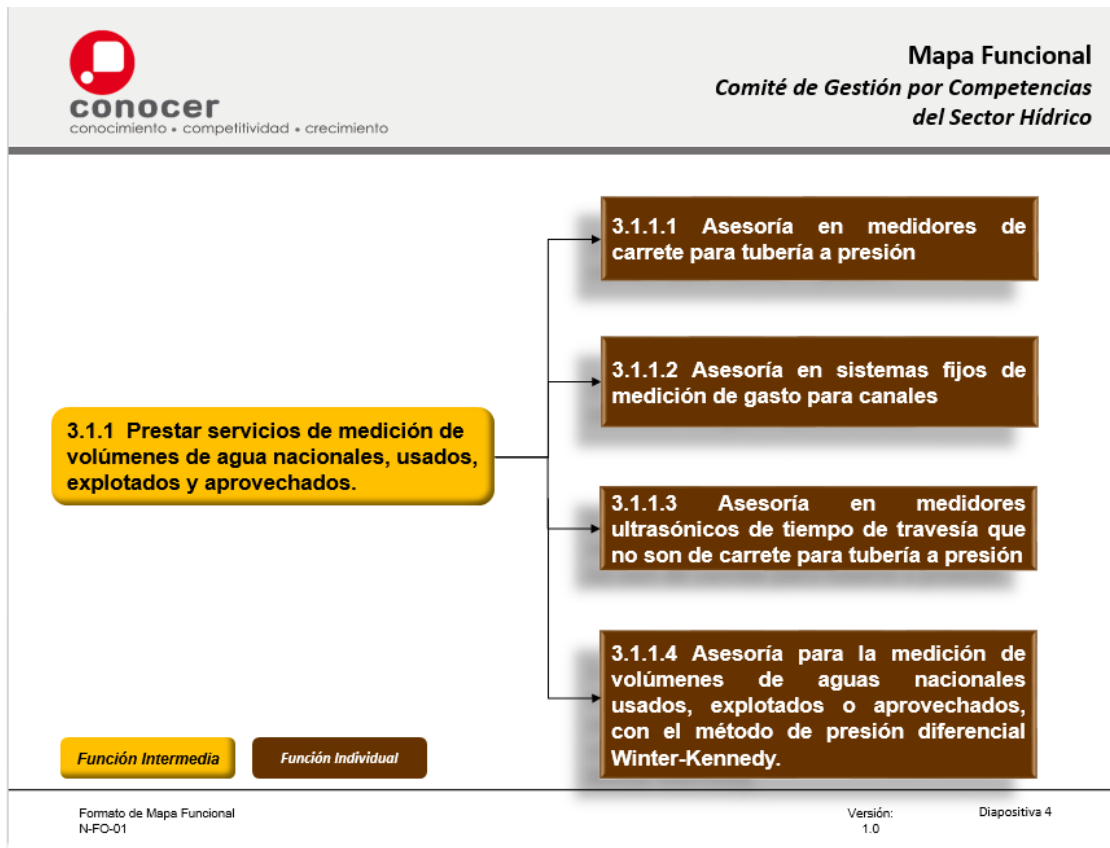 conocer
conocimiento • competitividad • crecimiento
Mapa Funcional
Comité de Gestión por Competencias
del Sector Hídrico
3.1.1 Prestar servicios de medición de
volúmenes de agua nacionales, usados,
explotados y aprovechados.
3.1.1.1 Asesoría en medidores de
carrete para tubería a presión
3.1.1.2 Asesoría en sistemas fijos de
medición de gasto para canales
3.1.1.3 Asesoría en medidores
ultrasónicos de tiempo de travesía que
no son de carrete para tubería a presión
3.1.1.4 Asesoría para la medición de
volúmenes de aguas nacionales
usados, explotados o aprovechados,
con el método de presión diferencial
Winter-Kennedy.
Función Intermedia
Función Individual
Formato de Mapa Funcional
N-FO-01
Versión:
1.0
Diapositiva 4